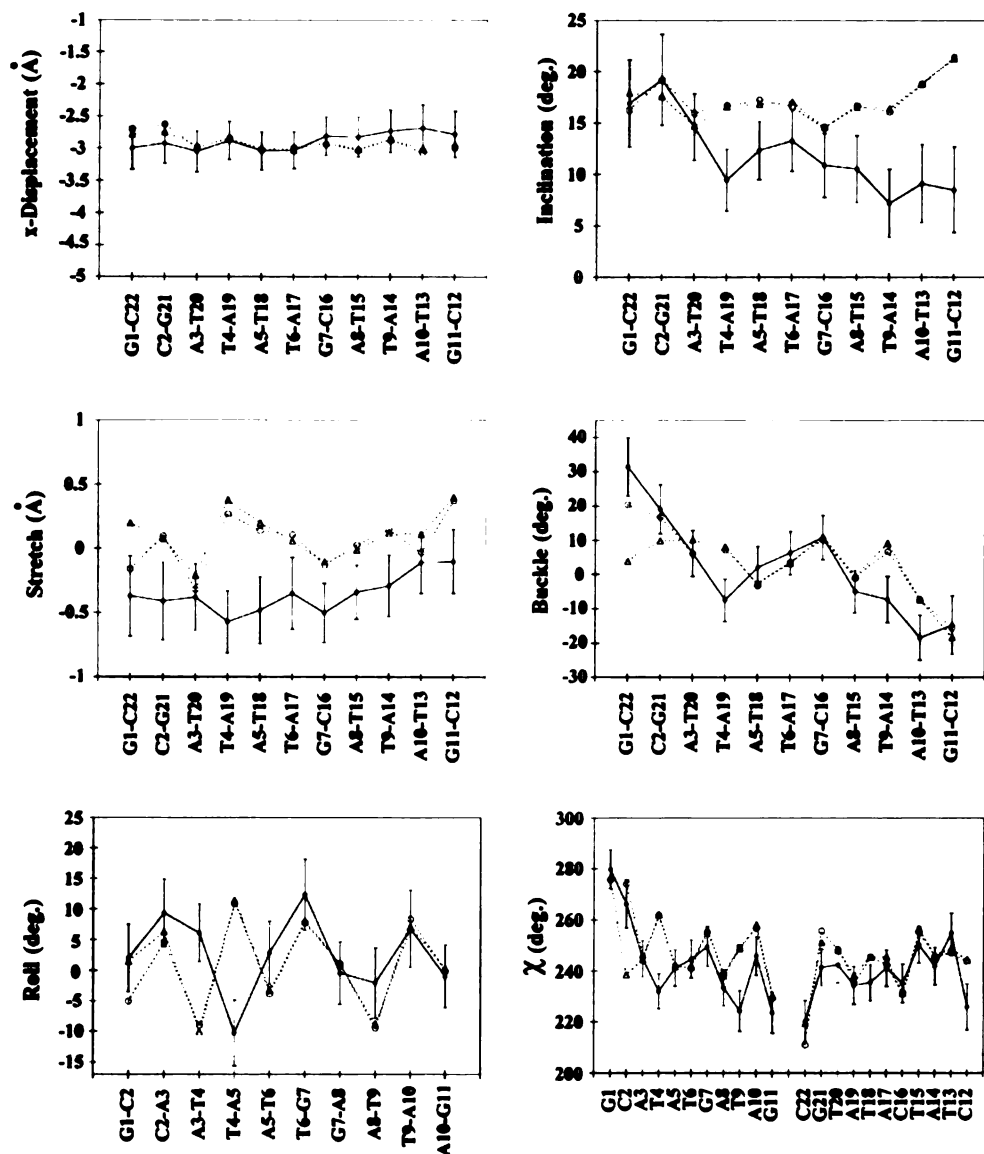 x-Displacement (Å)
-1
-1.5
-2
-2.5
-3
-3.5
-4
-4.5
-5
G1-C22
C2-G21
A3-T20
T4-A19
A5-T18
T6-A17
G7-C16
A8-T15
T9-A14
A10-T13
G11-C12
Inclination (deg.)
25
20
15
10
5
0
G1-C22
C2-G21
A3-T20
T4-A19
A5-T18
T6-A17
G7-C16
A8-T15
T9-A14
A10-T13
G11-C12
Stretch (Å)
1
0.5
0
-0.5
-1
G1-C22
C2-G21
A3-T20
T4-A19
A5-T18
T6-A17
G7-C16
A8-T15
T9-A14
A10-T13
G11-C12
Buckle (deg.)
40
30
20
10
0
-10
-20
-30
G1-C22
C2-G21
A3-T20
T4-A19
A5-T18
T6-A17
G7-C16
A8-T15
T9-A14
A10-T13
G11-C12
Roll (deg.)
25
20
15
10
5
0
-5
-10
-15
G1-C2
C2-A3
A3-T4
T4-A5
A5-T6
T6-G7
G7-A8
A8-T9
T9-A10
A10-G11
χ (deg.)
300
280
260
240
220
200
G1
C2
A3
T4
A5
T6
G7
A8
T9
A10
G11
C22
G21
T20
A19
T18
A17
C16
T15
A14
T13
C12